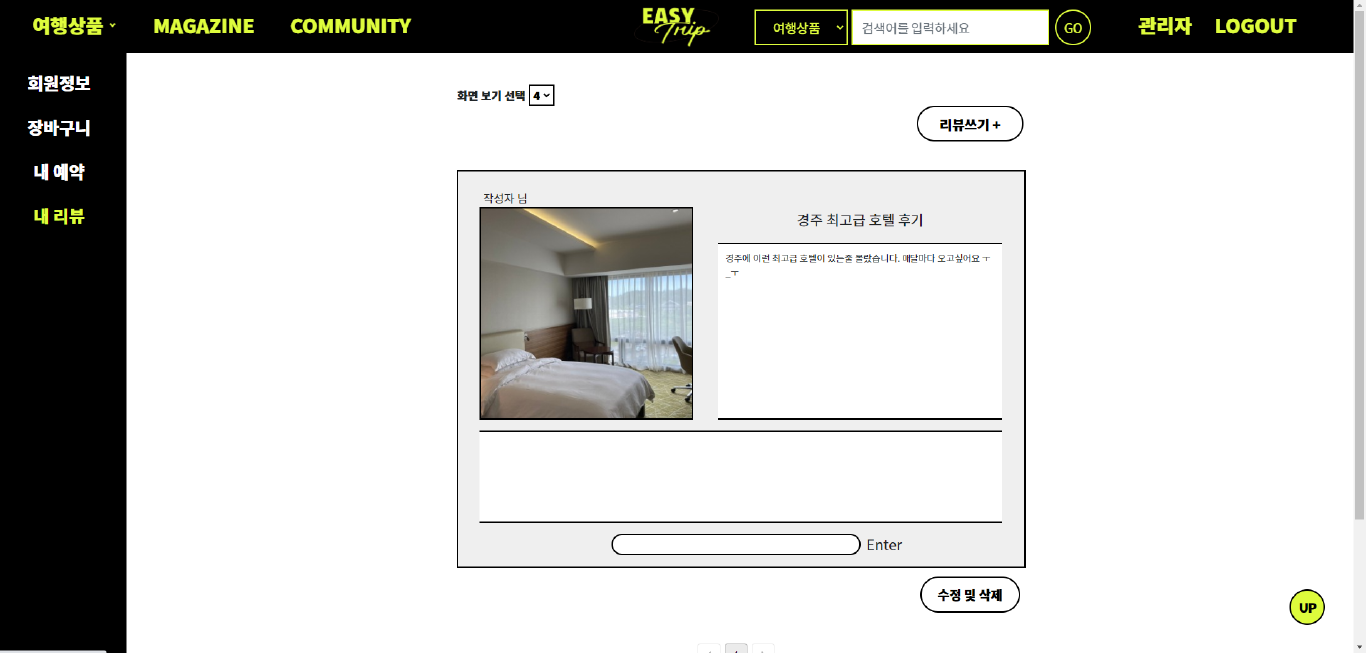 여행상품
MAGAZINE
COMMUNITY
EASY
Trip
여행상품
검색어를 입력하세요
GO
관리자
LOGOUT
회원정보
장바구니
내 예약
내 리뷰
화면 보기 선택 4
리뷰쓰기 +
작성자 님
경주 최고급 호텔 후기
경주에 이런 최고급 호텔이 있는줄 몰랐습니다. 매달마다 오고싶어요 ㅜ
_ㅜ
Enter
수정 및 삭제
UP